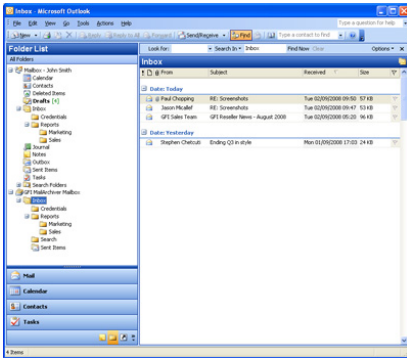 Inbox - Microsoft Outlook
File Edit View Go Tools Actions Help
Type a question for help
New Reply Reply to All Forward Send/Receive Find Type a contact to find
Folder List
Look for: Search In Inbox Find Now Clear Options
All Folders
Inbox
From Subject Received Size
Mailbox - John Smith
Calendar
Contacts
Deleted Items
Drafts [4]
Inbox
Credentials
Reports
Marketing
Sales
Journal
Notes
Outbox
Sent Items
Tasks
Search Folders
GFI MailArchiver Mailbox
Inbox
Credentials
Reports
Marketing
Sales
Search
Sent Items
Date: Today
Paul Chopping RE: Screenshots Tue 02/09/2008 09:50 57 KB
Jason Micallef RE: Screenshots Tue 02/09/2008 09:47 53 KB
GFI Sales Team GFI Reseller News - August 2008 Tue 02/09/2008 05:20 96 KB
Date: Yesterday
Stephen Chetcuti Ending Q3 in style Mon 01/09/2008 17:03 24 KB
Mail
Calendar
Contacts
Tasks
4 Items